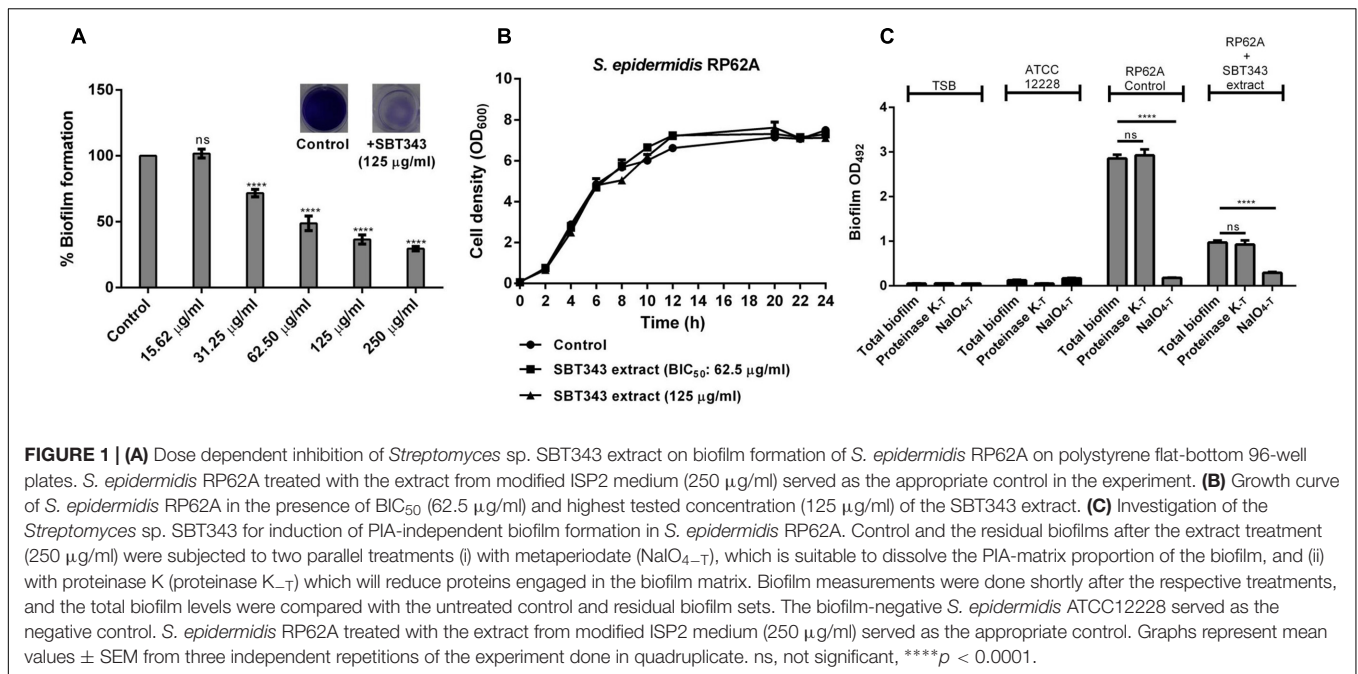 A
150
100
50
0
% Biofilm formation
ns
****
****
****
****
Control
+SBT343
(125 µg/ml)
Control
15.62 µg/ml
31.25 µg/ml
62.50 µg/ml
125 µg/ml
250 µg/ml
B
S. epidermidis RP62A
10
8
6
4
2
0
Cell density (OD600)
0 2 4 6 8 10 12 14 16 18 20 22 24
Time (h)
Control
SBT343 extract (BIC50: 62.5 µg/ml)
SBT343 extract (125 µg/ml)
C
TSB
ATCC
12228
RP62A
Control
RP62A
+
SBT343
extract
4
3
2
1
0
Biofilm OD492
****
ns
****
ns
Total biofilm
Proteinase K-T
NaIO4-T
Total biofilm
Proteinase K-T
NaIO4-T
Total biofilm
Proteinase K-T
NaIO4-T
Total biofilm
Proteinase K-T
NaIO4-T
FIGURE 1 | (A) Dose dependent inhibition of Streptomyces sp. SBT343 extract on biofilm formation of S. epidermidis RP62A on polystyrene flat-bottom 96-well
plates. S. epidermidis RP62A treated with the extract from modified ISP2 medium (250 µg/ml) served as the appropriate control in the experiment. (B) Growth curve
of S. epidermidis RP62A in the presence of BIC50 (62.5 µg/ml) and highest tested concentration (125 µg/ml) of the SBT343 extract. (C) Investigation of the
Streptomyces sp. SBT343 for induction of PIA-independent biofilm formation in S. epidermidis RP62A. Control and the residual biofilms after the extract treatment
(250 µg/ml) were subjected to two parallel treatments (i) with metaperiodate (NaIO4−T), which is suitable to dissolve the PIA-matrix proportion of the biofilm, and (ii)
with proteinase K (proteinase K−T) which will reduce proteins engaged in the biofilm matrix. Biofilm measurements were done shortly after the respective treatments,
and the total biofilm levels were compared with the untreated control and residual biofilm sets. The biofilm-negative S. epidermidis ATCC12228 served as the
negative control. S. epidermidis RP62A treated with the extract from modified ISP2 medium (250 µg/ml) served as the appropriate control. Graphs represent mean
values ± SEM from three independent repetitions of the experiment done in quadruplicate. ns, not significant, ****p < 0.0001.